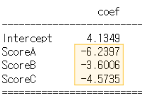 coef
Intercept 4.1349
ScoreA -6.2397
ScoreB -3.6006
ScoreC -4.5735